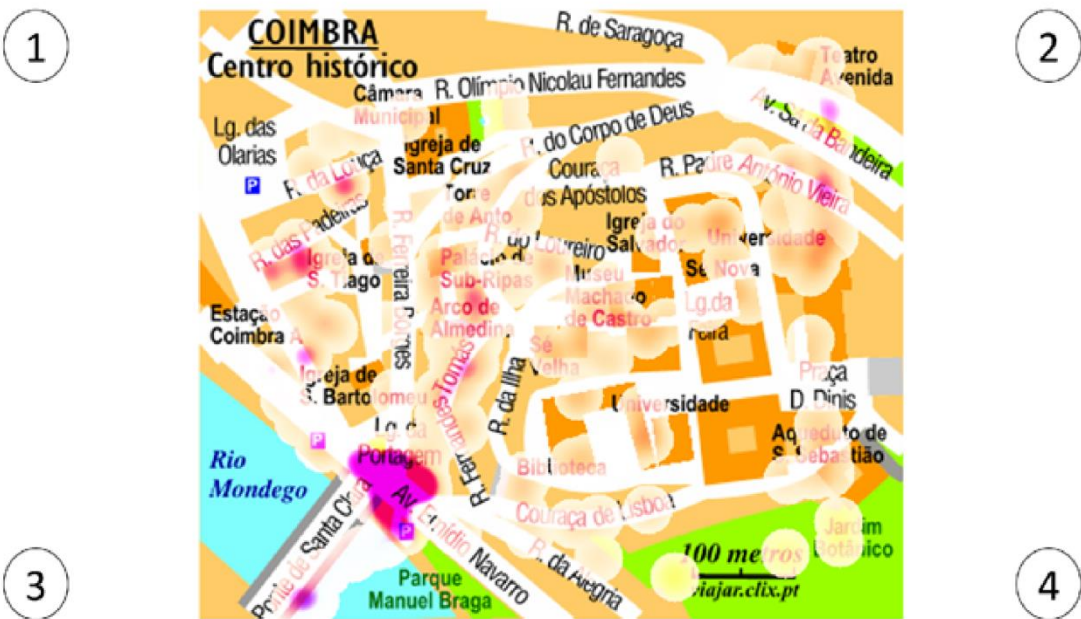 1
2
COIMBRA
Centro histórico
R. de Saragoça
Teatro
Avenida
Câmara
Municipal
R. Olímpio Nicolau Fernandes
Av. Sá da Bandeira
Lg. das
Olarias
P
R. da Louça
Igreja de
Santa Cruz
R. do Corpo de Deus
Couraça
dos Apóstolos
R. Padre António Vieira
R. das Padeiras
Torre
de Anto
R. do Loureiro
Igreja do
Salvador
Universidade
Igreja de
S. Tiago
R. Ferreira Borges
Palácio de
Sub-Ripas
Museu
Machado
de Castro
Sé Nova
Lg.da
Feira
Estação
Coimbra A
Arco de
Almedina
Sé
Velha
Igreja de
S. Bartolomeu
R. Fernandes Tomás
R. da Ilha
Universidade
Praça
D. Dinis
Lg. da
Portagem
P
Aqueduto de
S. Sebastião
Rio
Mondego
Biblioteca
Couraça de Lisboa
Ponte de Santa Clara
Av. Emídio Navarro
P
R. da Alegria
Jardim
Botânico
100 metros
viajar.clix.pt
Parque
Manuel Braga
3
4